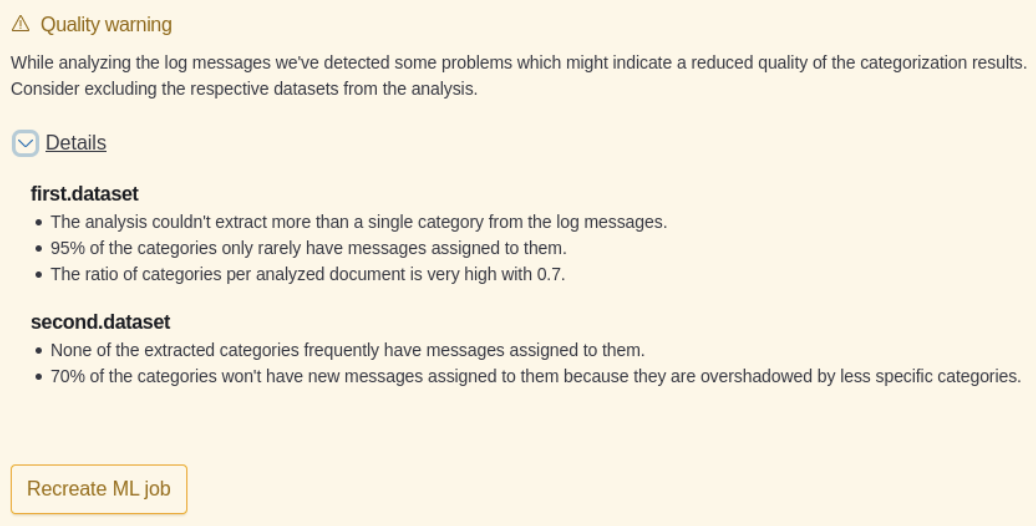 Quality warning
While analyzing the log messages we've detected some problems which might indicate a reduced quality of the categorization results.
Consider excluding the respective datasets from the analysis.
Details
first.dataset
• The analysis couldn't extract more than a single category from the log messages.
• 95% of the categories only rarely have messages assigned to them.
• The ratio of categories per analyzed document is very high with 0.7.
second.dataset
• None of the extracted categories frequently have messages assigned to them.
• 70% of the categories won't have new messages assigned to them because they are overshadowed by less specific categories.
Recreate ML job